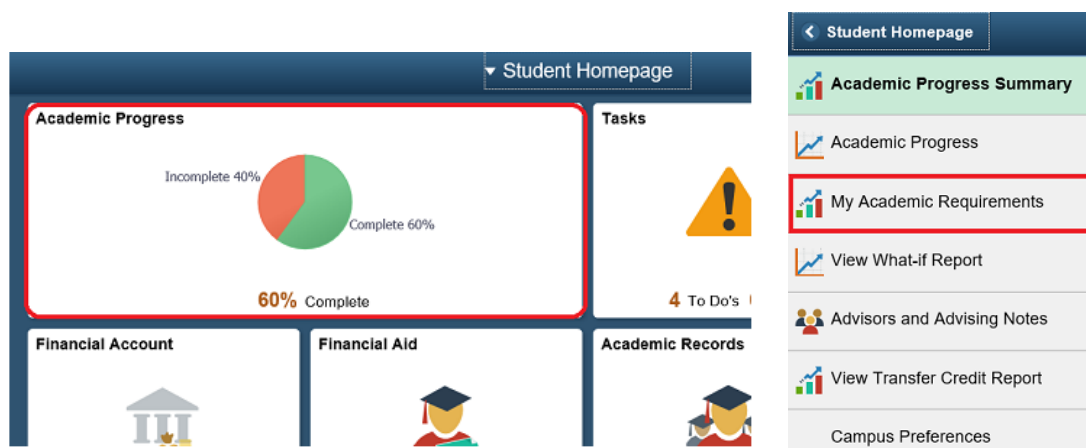 Student Homepage
Academic Progress
Incomplete 40%
Complete 60%
60% Complete
Tasks
4 To Do's
Financial Account
Financial Aid
Academic Records
Student Homepage
Academic Progress Summary
Academic Progress
My Academic Requirements
View What-if Report
Advisors and Advising Notes
View Transfer Credit Report
Campus Preferences